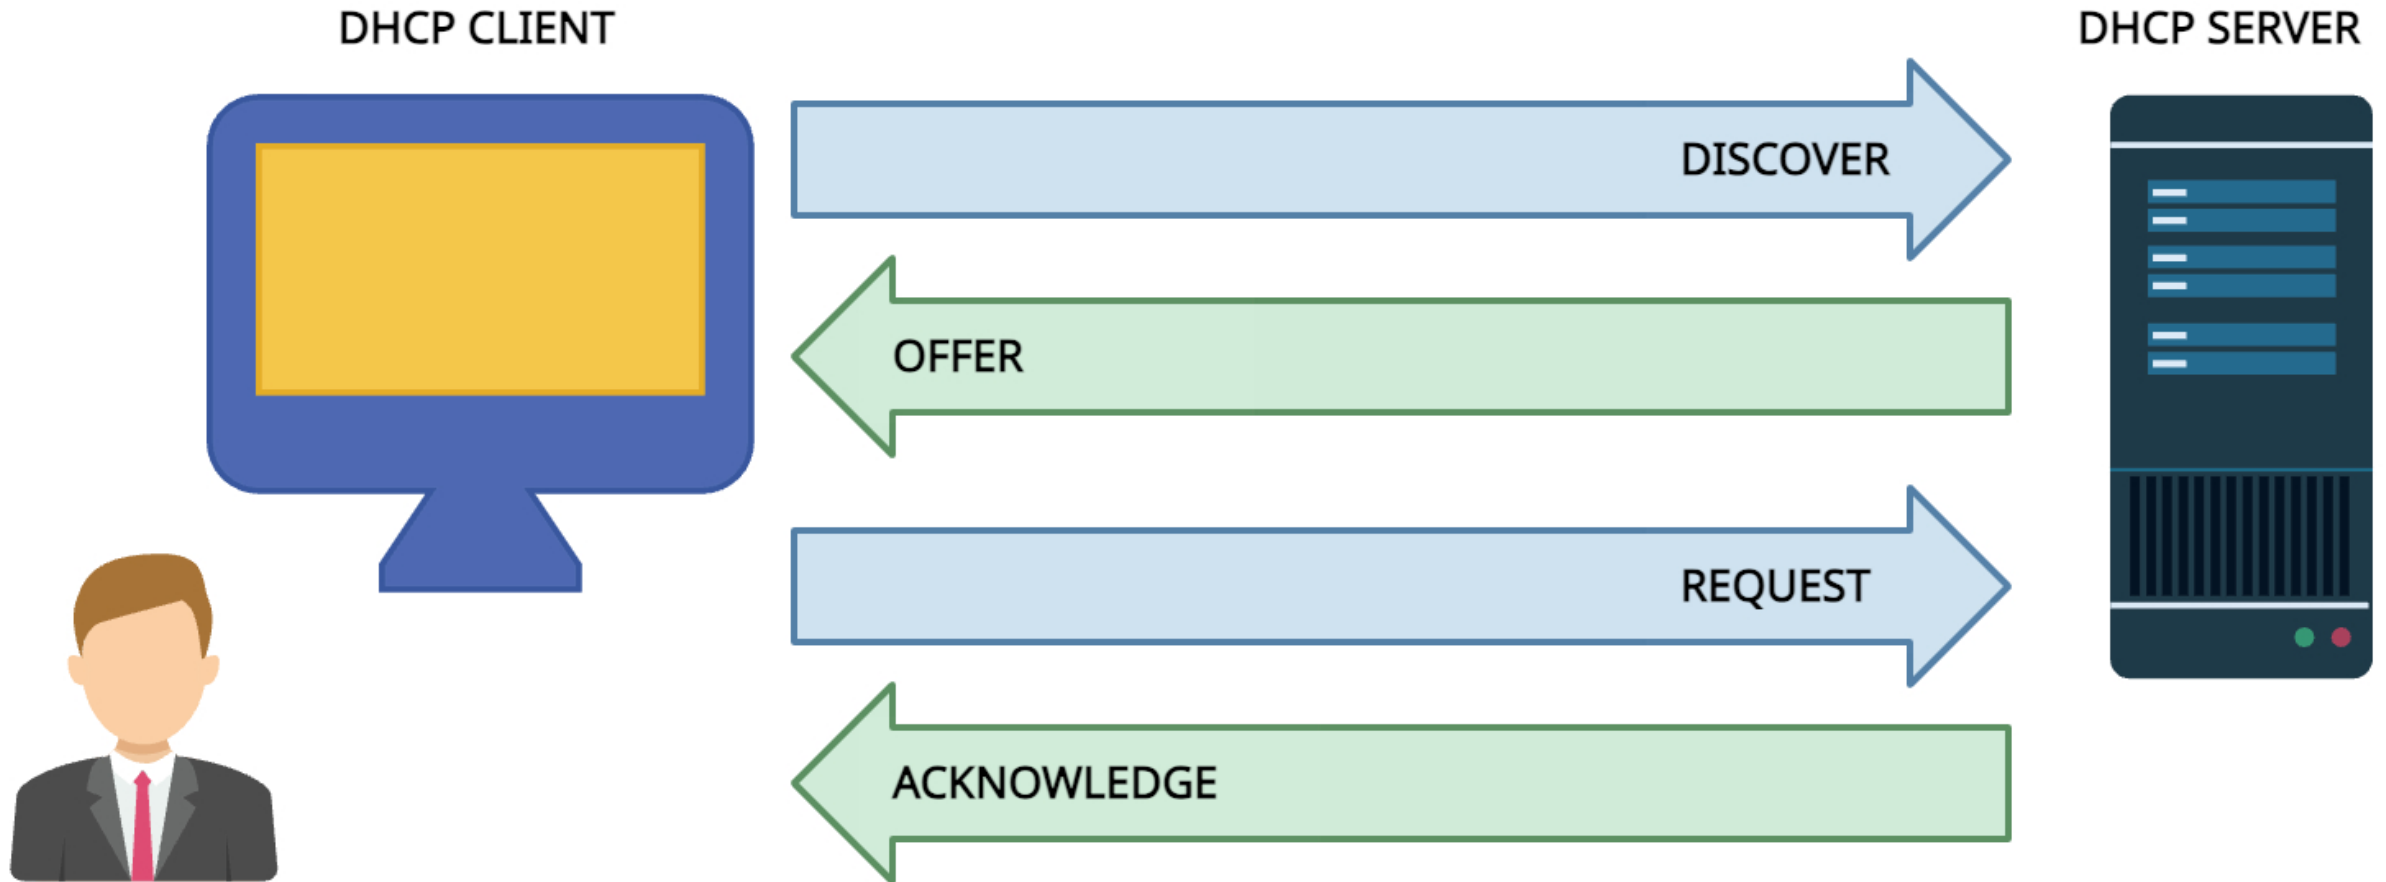 DHCP CLIENT
DHCP SERVER
DISCOVER
OFFER
REQUEST
ACKNOWLEDGE